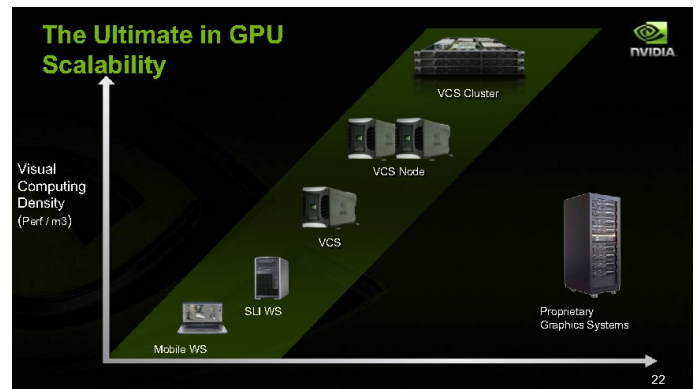 The Ultimate in GPU
Scalability
NVIDIA.
VCS Cluster
Visual
Computing
Density
(Perf / m3)
VCS Node
VCS
SLI WS
Mobile WS
Proprietary
Graphics Systems
22